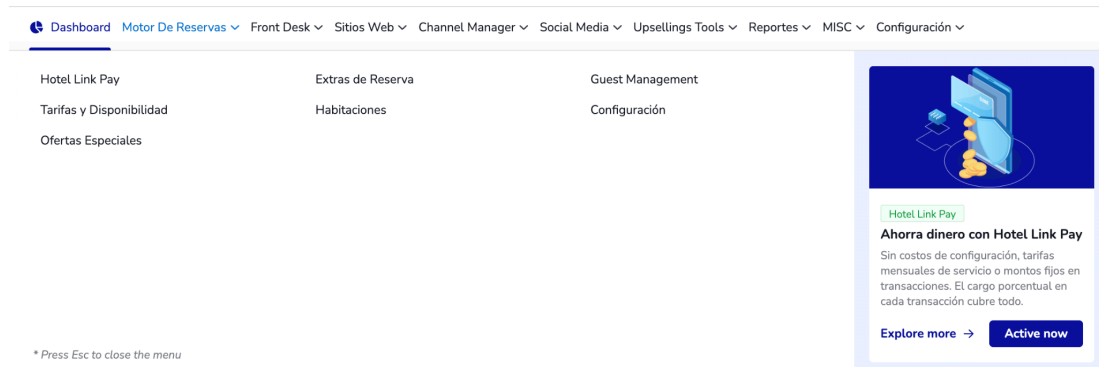 Dashboard Motor De Reservas Front Desk Sitios Web Channel Manager Social Media Upsellings Tools Reportes MISC Configuración
Hotel Link Pay Extras de Reserva Guest Management
Tarifas y Disponibilidad Habitaciones Configuración
Ofertas Especiales
* Press Esc to close the menu
Hotel Link Pay
Ahorra dinero con Hotel Link Pay
Sin costos de configuración, tarifas
mensuales de servicio o montos fijos en
transacciones. El cargo porcentual en
cada transacción cubre todo.
Explore more → Active now